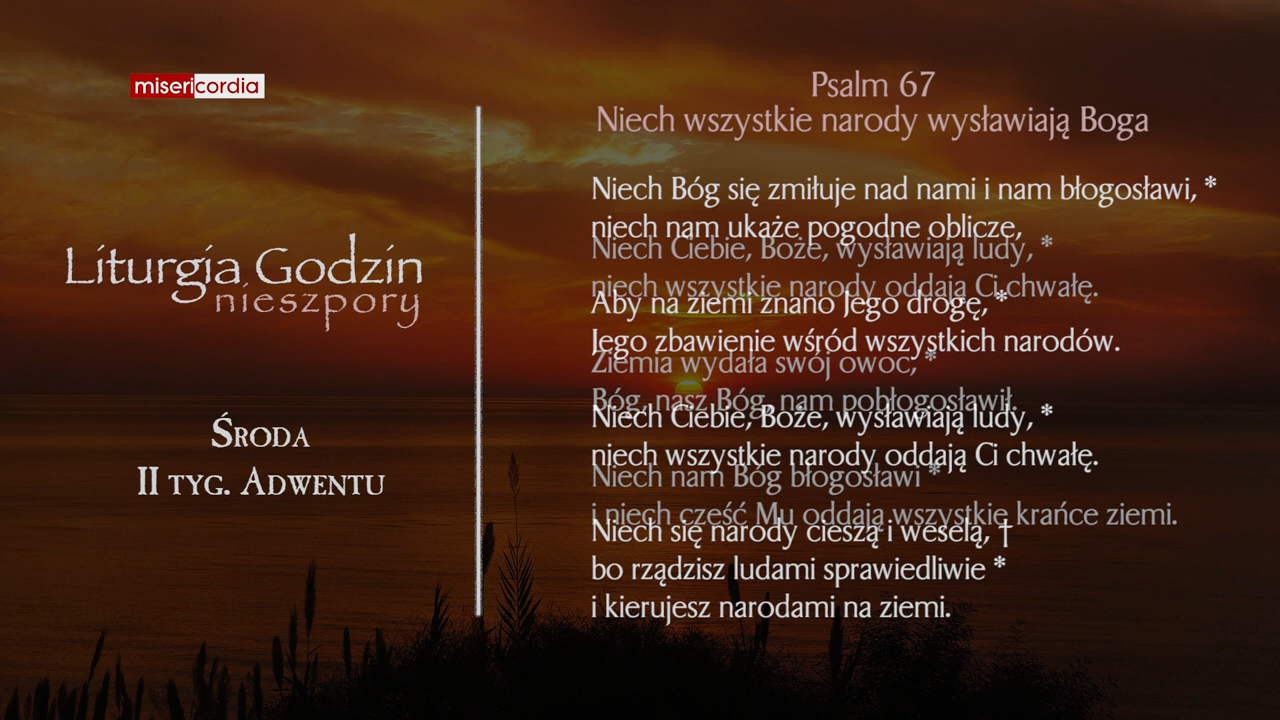 misericordia
Liturgia Godzin
nieszpory
Środa
II tyg. Adwentu
Psalm 67
Niech wszystkie narody wysławiają Boga
Niech Bóg się zmiłuje nad nami i nam błogosławi, *
niech nam ukaże pogodne oblicze,
Niech Ciebie, Boże, wysławiają ludy, *
niech wszystkie narody oddają Ci chwałę.
Aby na ziemi znano Jego drogę, *
Jego zbawienie wśród wszystkich narodów.
Ziemia wydała swój owoc, *
Bóg, nasz Bóg, nam pobłogosławił.
Niech Ciebie, Boże, wysławiają ludy, *
niech wszystkie narody oddają Ci chwałę.
Niech nam Bóg błogosławi *
i niech cześć Mu oddają wszystkie krańce ziemi.
Niech się narody cieszą i weselą, †
bo rządzisz ludami sprawiedliwie *
i kierujesz narodami na ziemi.